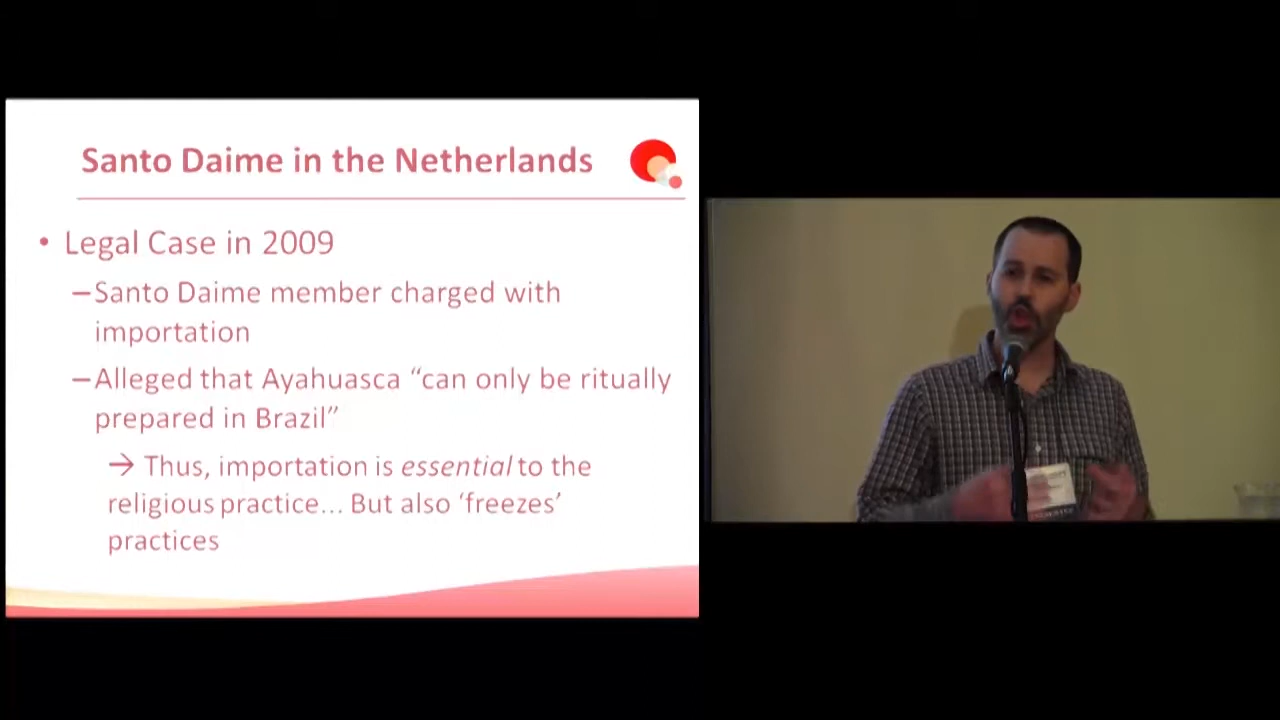 Santo Daime in the Netherlands
• Legal Case in 2009
–Santo Daime member charged with
importation
–Alleged that Ayahuasca “can only be ritually
prepared in Brazil”
→ Thus, importation is essential to the
religious practice... But also ‘freezes’
practices